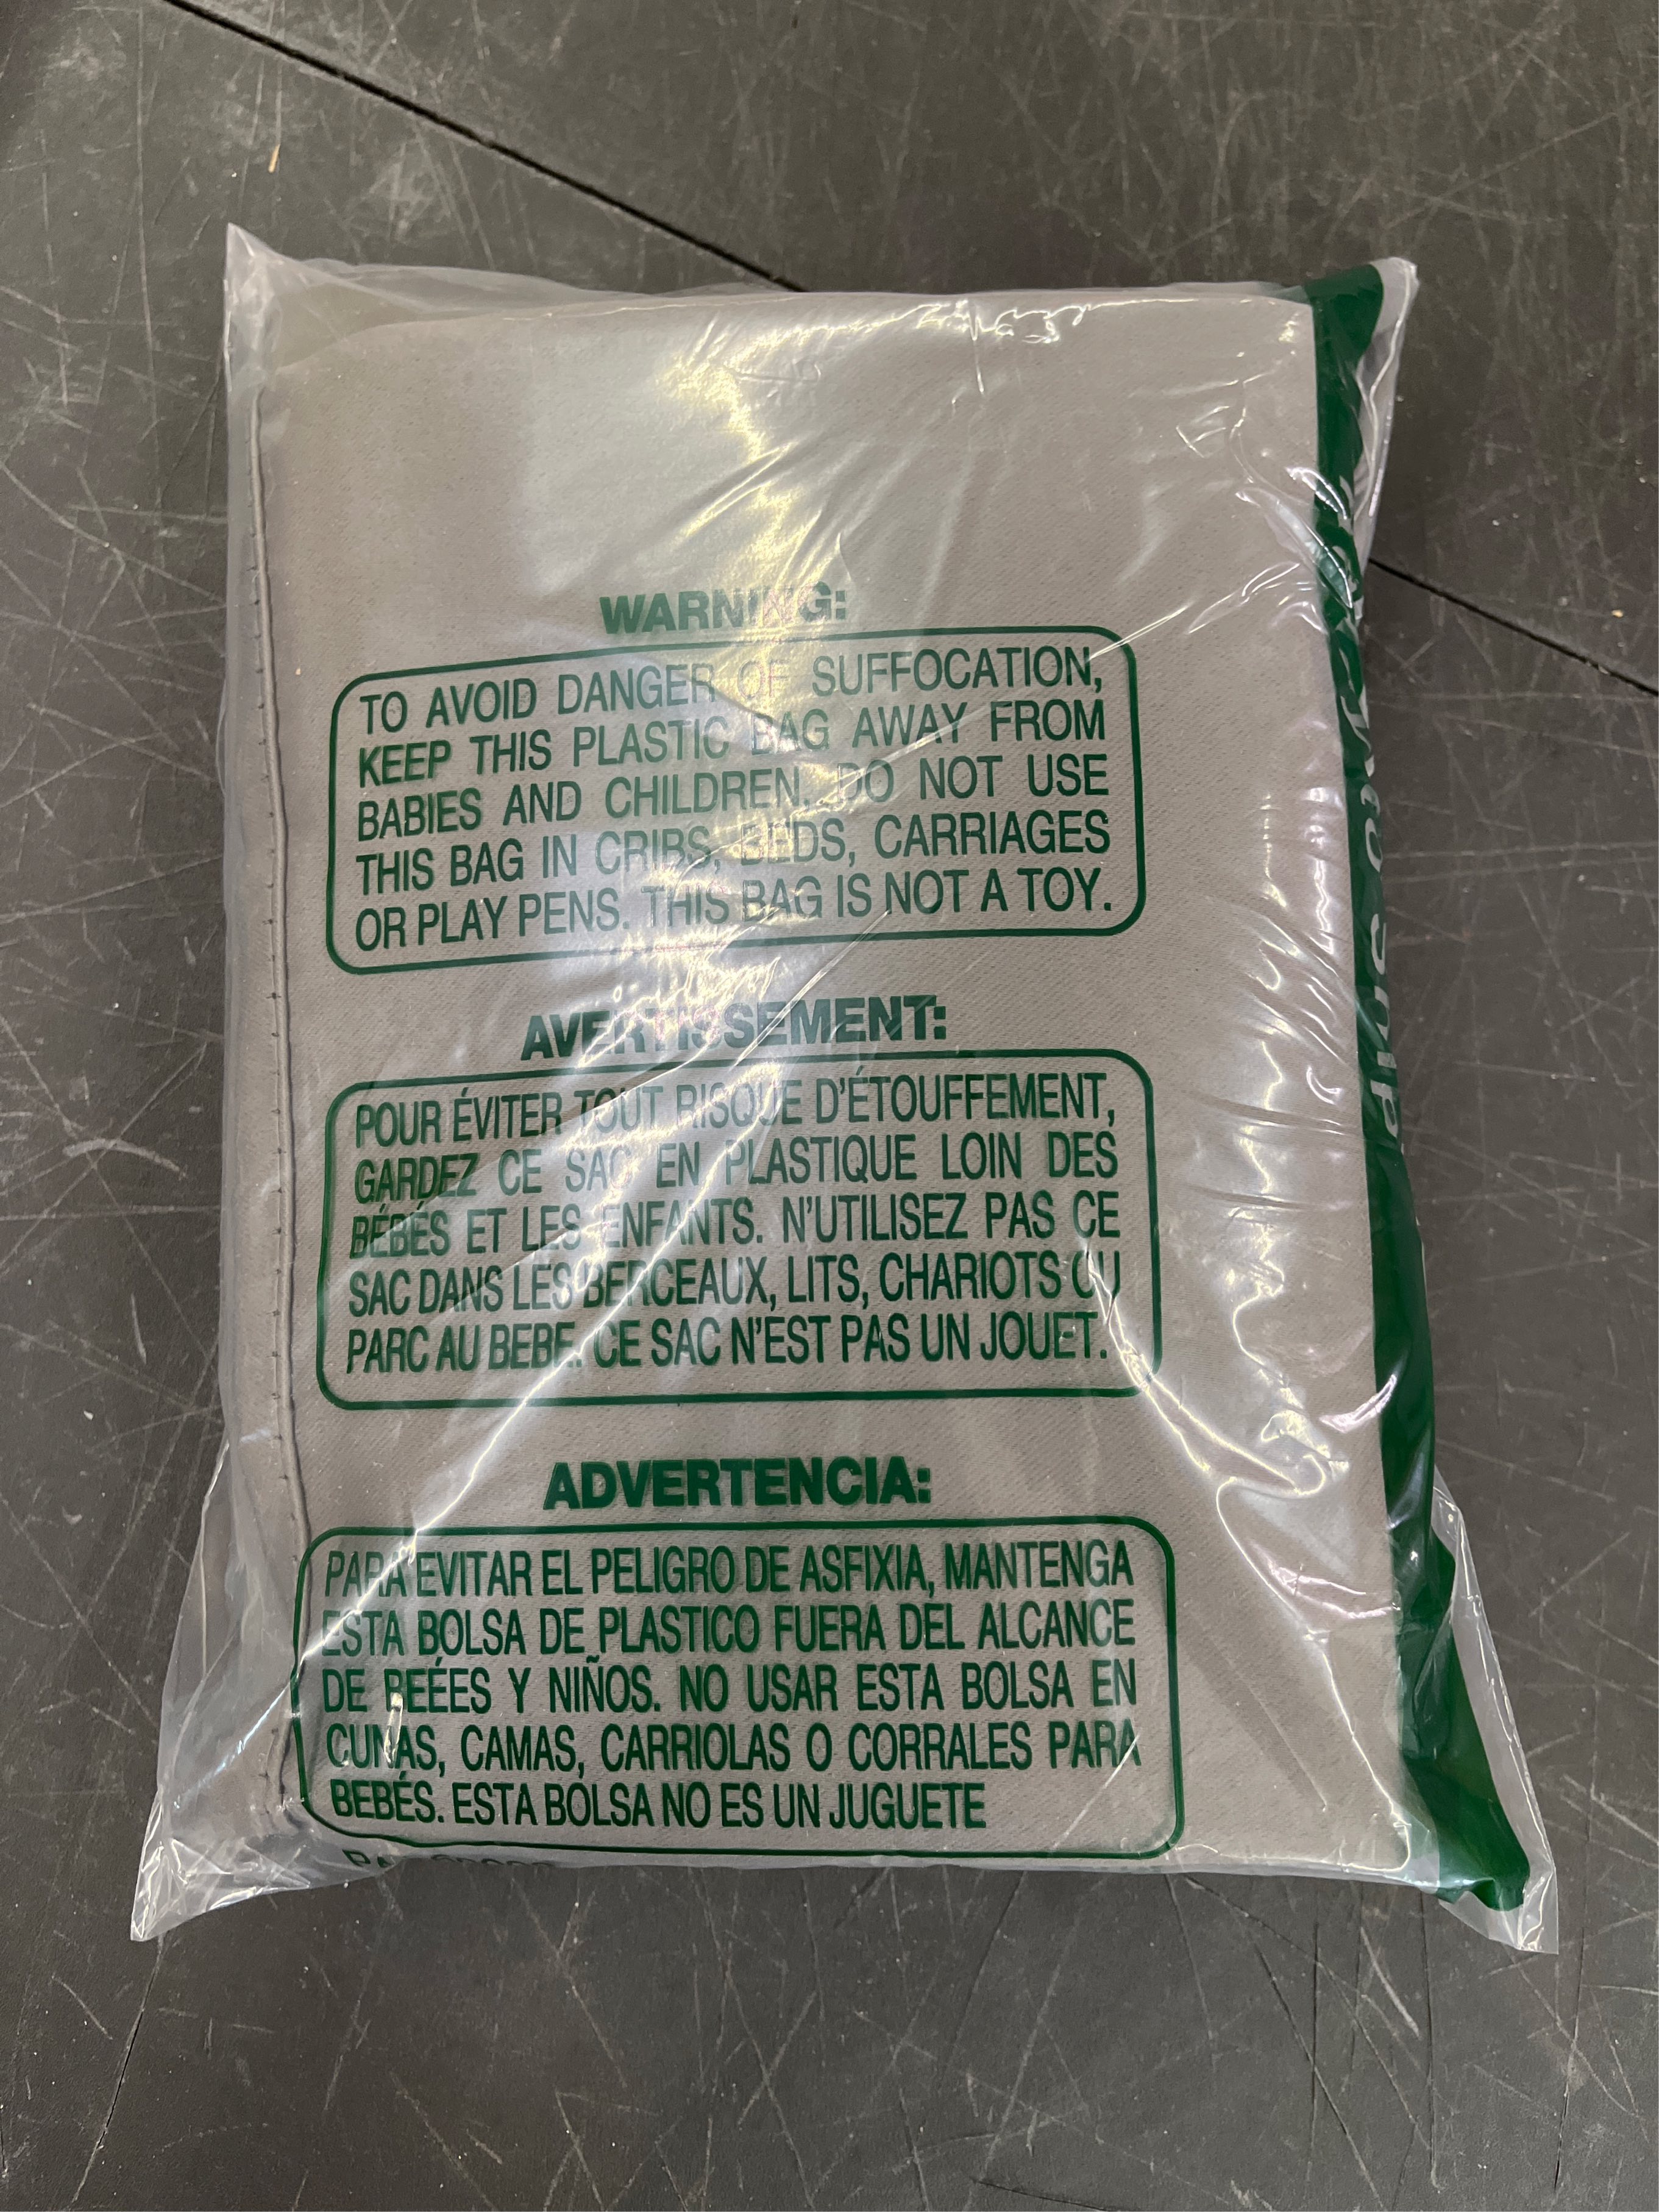 WARNING:
TO AVOID DANGER OF SUFFOCATION,
KEEP THIS PLASTIC BAG AWAY FROM
BABIES AND CHILDREN. DO NOT USE
THIS BAG IN CRIBS, BEDS, CARRIAGES
OR PLAY PENS. THIS BAG IS NOT A TOY.
AVERTISSEMENT:
POUR ÉVITER TOUT RISQUE D'ÉTOUFFEMENT,
GARDEZ CE SAC EN PLASTIQUE LOIN DES
BÉBÉS ET LES ENFANTS. N'UTILISEZ PAS CE
SAC DANS LES BERCEAUX, LITS, CHARIOTS OU
PARC AU BEBE. CE SAC N'EST PAS UN JOUET.
ADVERTENCIA:
PARA EVITAR EL PELIGRO DE ASFIXIA, MANTENGA
ESTA BOLSA DE PLASTICO FUERA DEL ALCANCE
DE BEÉES Y NIÑOS. NO USAR ESTA BOLSA EN
CUNAS, CAMAS, CARRIOLAS O CORRALES PARA
BEBÉS. ESTA BOLSA NO ES UN JUGUETE